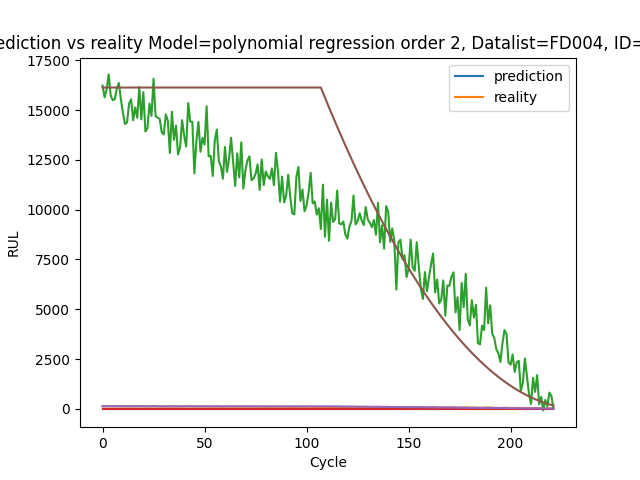 ediction vs reality Model=polynomial regression order 2, Datalist=FD004, ID=
17500
15000
12500
10000
7500
5000
2500
0
RUL
prediction
reality
0 50 100 150 200
Cycle